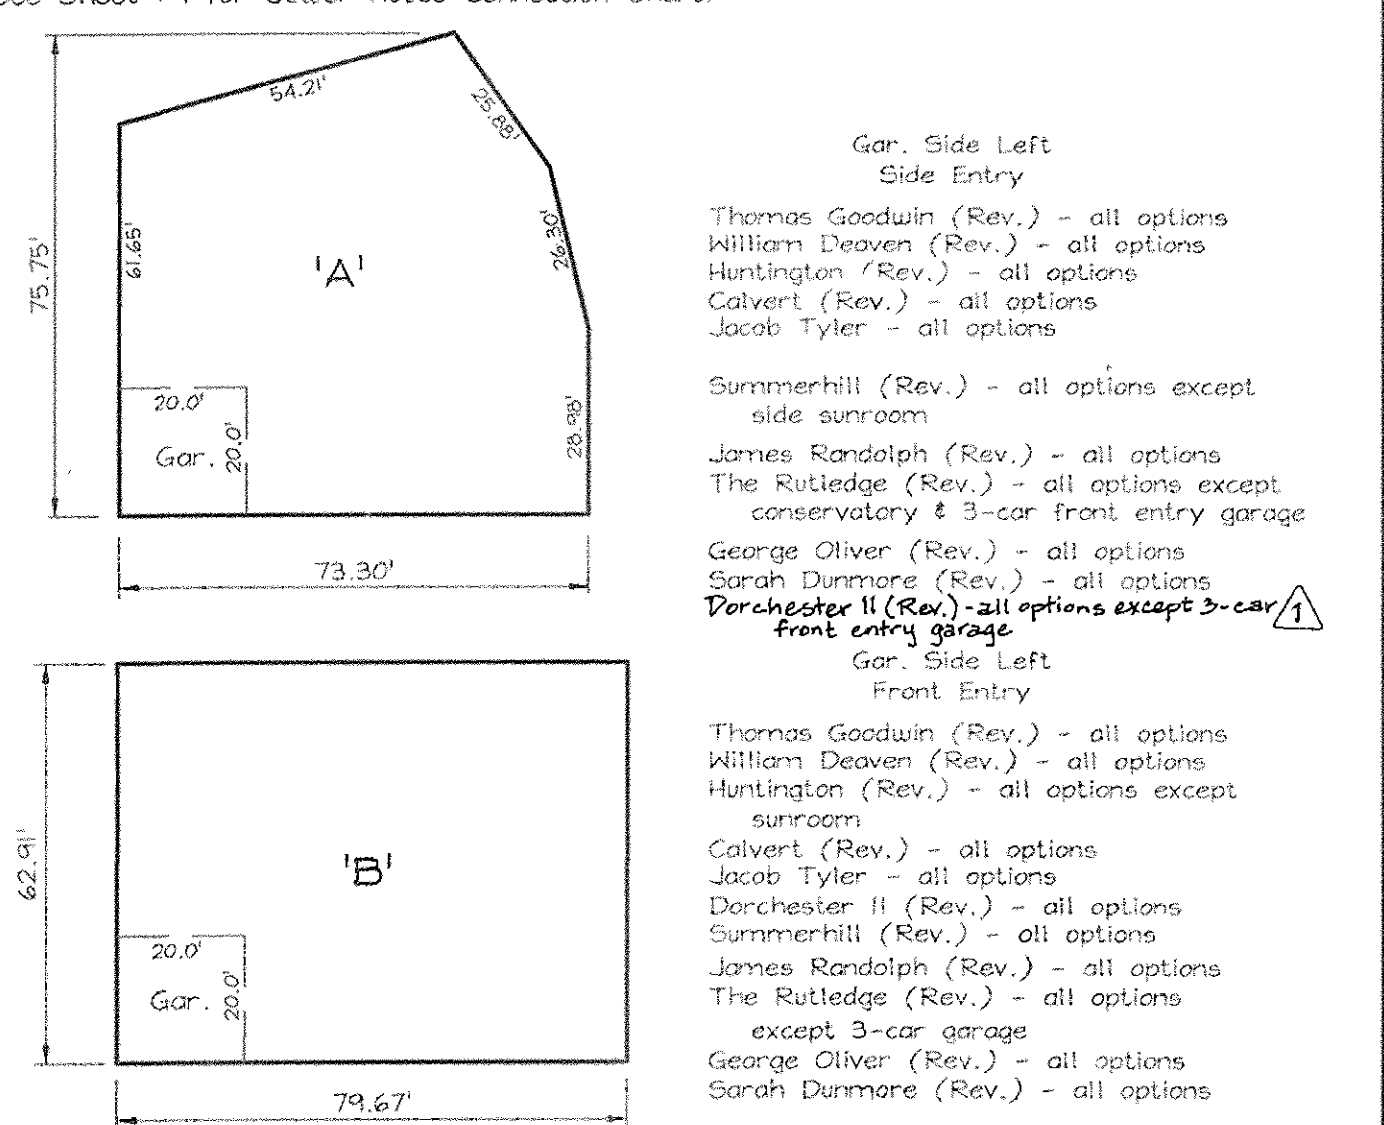 54.21'
25.88'
75.75'
61.65'
'A'
26.30'
20.0'
Gar.
20.0'
28.98'
73.30'
Gar. Side Left
Side Entry
Thomas Goodwin (Rev.) - all options
William Deaven (Rev.) - all options
Huntington (Rev.) - all options
Calvert (Rev.) - all options
Jacob Tyler - all options
Summerhill (Rev.) - all options except
side sunroom
James Randolph (Rev.) - all options
The Rutledge (Rev.) - all options except
conservatory & 3-car front entry garage
George Oliver (Rev.) - all options
Sarah Dunmore (Rev.) - all options
Dorchester II (Rev.) - all options except 3-car 1
front entry garage
62.91'
'B'
20.0'
Gar.
20.0'
79.67'
Gar. Side Left
Front Entry
Thomas Goodwin (Rev.) - all options
William Deaven (Rev.) - all options
Huntington (Rev.) - all options except
sunroom
Calvert (Rev.) - all options
Jacob Tyler - all options
Dorchester II (Rev.) - all options
Summerhill (Rev.) - all options
James Randolph (Rev.) - all options
The Rutledge (Rev.) - all options
except 3-car garage
George Oliver (Rev.) - all options
Sarah Dunmore (Rev.) - all options